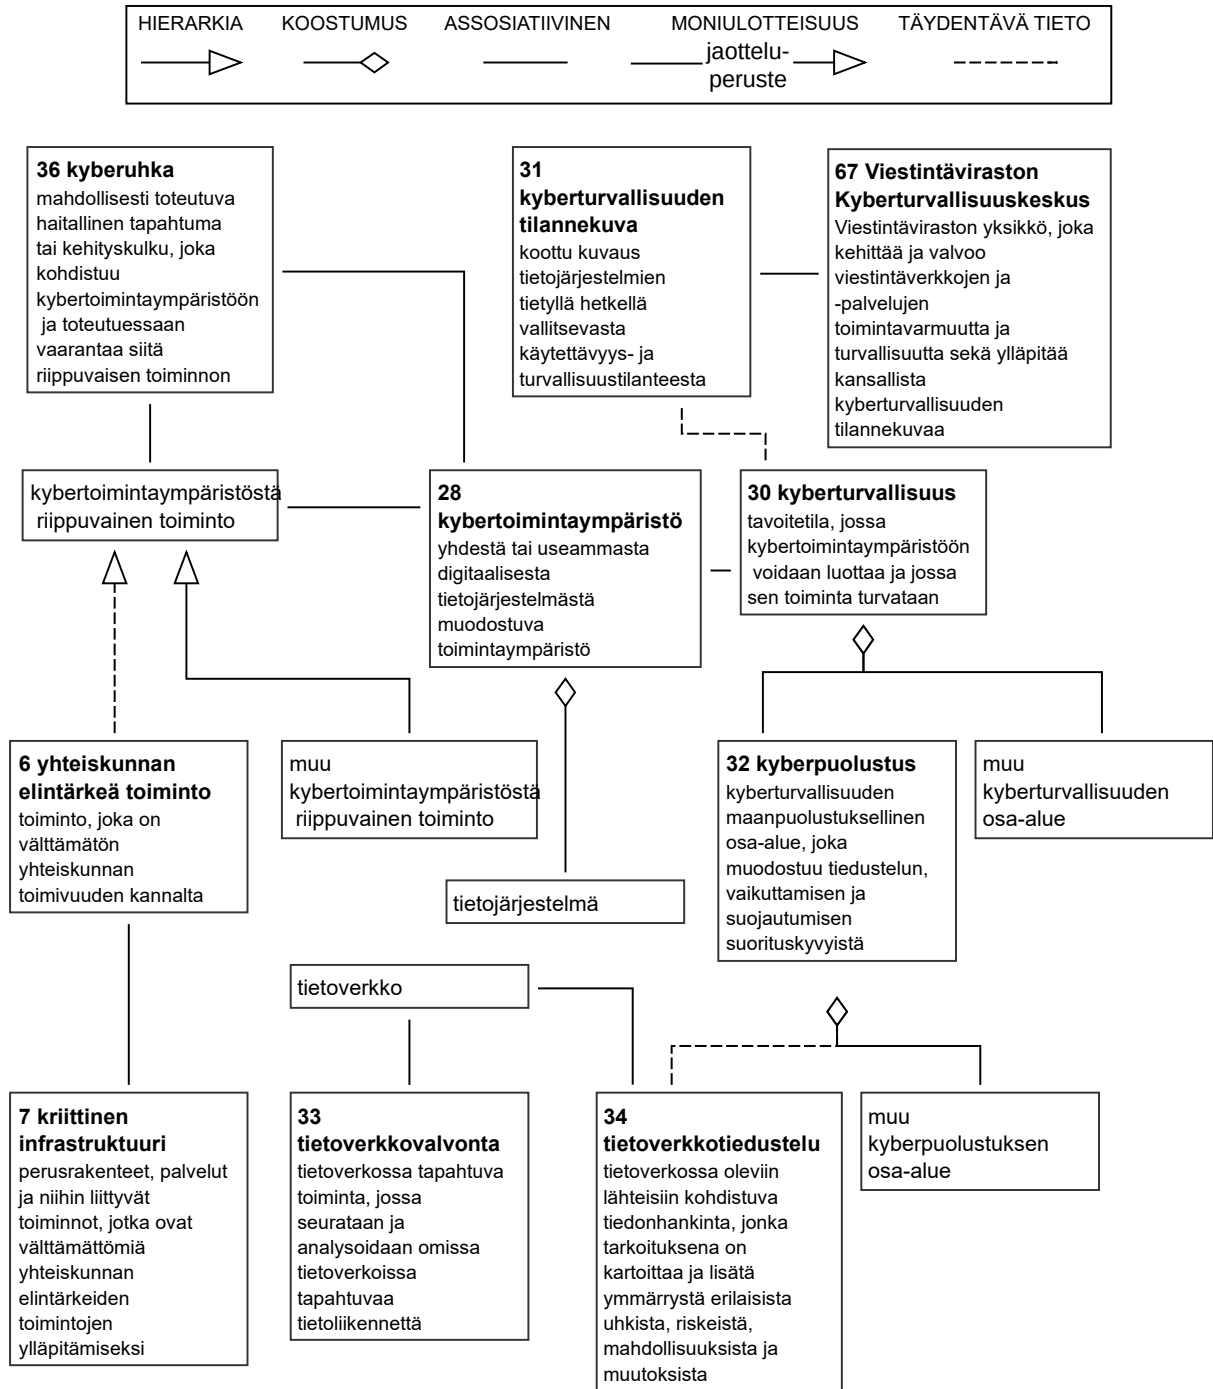 HIERARKIA
KOOSTUMUS
ASSOSIATIIVINEN
MONIULOTTEISUUS
TÄYDENTÄVÄ TIETO
jaottelu-
peruste
36 kyberuhka
mahdollisesti toteutuva
haitallinen tapahtuma
tai kehityskulku, joka
kohdistuu
kybertoimintaympäristöön
ja toteutuessaan
vaarantaa siitä
riippuvaisen toiminnon
31
kyberturvallisuuden
tilannekuva
koottu kuvaus
tietojärjestelmien
tietyllä hetkellä
vallitsevasta
käytettävyys- ja
turvallisuustilanteesta
67 Viestintäviraston
Kyberturvallisuuskeskus
Viestintäviraston yksikkö, joka
kehittää ja valvoo
viestintäverkkojen ja
-palvelujen
toimintavarmuutta ja
turvallisuutta sekä ylläpitää
kansallista
kyberturvallisuuden
tilannekuvaa
kybertoimintaympäristöstä
riippuvainen toiminto
28
kybertoimintaympäristö
yhdestä tai useammasta
digitaalisesta
tietojärjestelmästä
muodostuva
toimintaympäristö
30 kyberturvallisuus
tavoitetila, jossa
kybertoimintaympäristöön
voidaan luottaa ja jossa
sen toiminta turvataan
6 yhteiskunnan
elintärkeä toiminto
toiminto, joka on
välttämätön
yhteiskunnan
toimivuuden kannalta
muu
kybertoimintaympäristöstä
riippuvainen toiminto
tietojärjestelmä
32 kyberpuolustus
kyberturvallisuuden
maanpuolustuksellinen
osa-alue, joka
muodostuu tiedustelun,
vaikuttamisen ja
suojautumisen
suorituskyvyistä
muu
kyberturvallisuuden
osa-alue
tietoverkko
7 kriittinen
infrastruktuuri
perusrakenteet, palvelut
ja niihin liittyvät
toiminnot, jotka ovat
välttämättömiä
yhteiskunnan
elintärkeiden
toimintojen
ylläpitämiseksi
33
tietoverkkovalvonta
tietoverkossa tapahtuva
toiminta, jossa
seurataan ja
analysoidaan omissa
tietoverkoissa
tapahtuvaa
tietoliikennettä
34
tietoverkkotiedustelu
tietoverkossa oleviin
lähteisiin kohdistuva
tiedonhankinta, jonka
tarkoituksena on
kartoittaa ja lisätä
ymmärrystä erilaisista
uhkista, riskeistä,
mahdollisuuksista ja
muutoksista
muu
kyberpuolustuksen
osa-alue